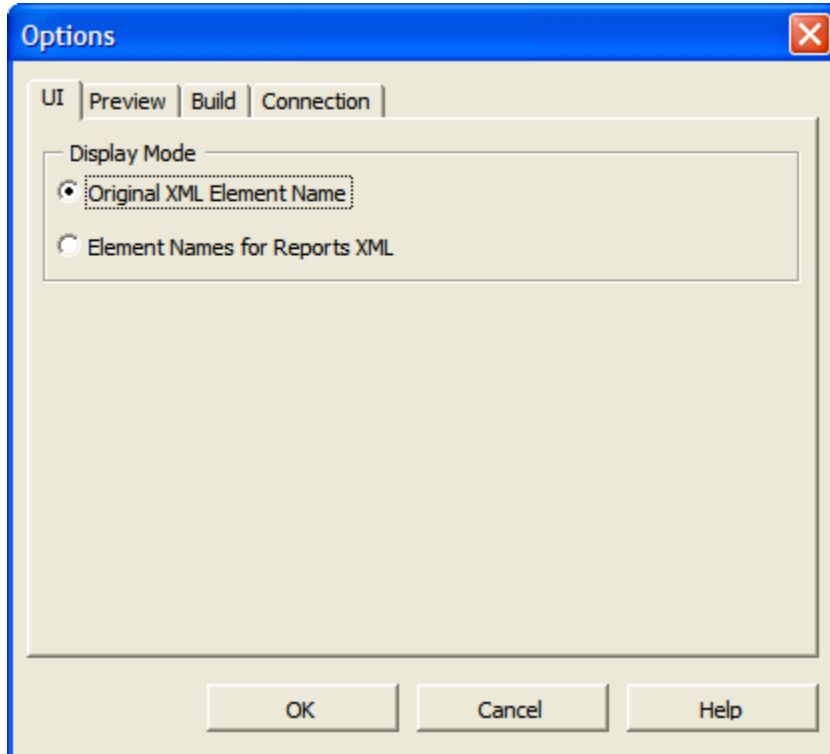 Options
UI Preview Build Connection
Display Mode
Original XML Element Name
Element Names for Reports XML
OK Cancel Help